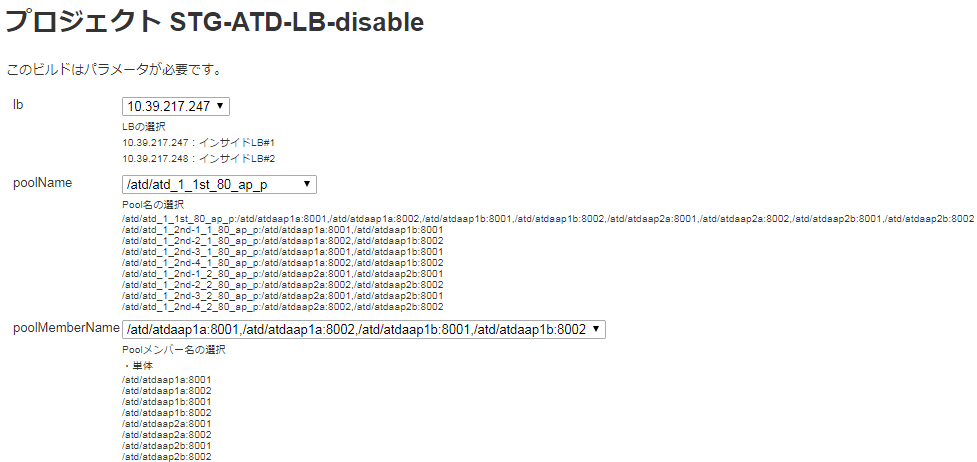 プロジェクト STG-ATD-LB-disable
このビルドはパラメータが必要です。
lb
10.39.217.247
LBの選択
10.39.217.247：インサイドLB#1
10.39.217.248：インサイドLB#2
poolName
/atd/atd_1_1st_80_ap_p
Pool名の選択
/atd/atd_1_1st_80_ap_p:/atd/atdaap1a:8001,/atd/atdaap1a:8002,/atd/atdaap1b:8001,/atd/atdaap1b:8002,/atd/atdaap2a:8001,/atd/atdaap2a:8002,/atd/atdaap2b:8001,/atd/atdaap2b:8002
/atd/atd_1_2nd-1_1_80_ap_p:/atd/atdaap1a:8001,/atd/atdaap1b:8001
/atd/atd_1_2nd-2_1_80_ap_p:/atd/atdaap1a:8002,/atd/atdaap1b:8002
/atd/atd_1_2nd-3_1_80_ap_p:/atd/atdaap1a:8001,/atd/atdaap1b:8001
/atd/atd_1_2nd-4_1_80_ap_p:/atd/atdaap1a:8002,/atd/atdaap1b:8002
/atd/atd_1_2nd-1_2_80_ap_p:/atd/atdaap2a:8001,/atd/atdaap2b:8001
/atd/atd_1_2nd-2_2_80_ap_p:/atd/atdaap2a:8002,/atd/atdaap2b:8002
/atd/atd_1_2nd-3_2_80_ap_p:/atd/atdaap2a:8001,/atd/atdaap2b:8001
/atd/atd_1_2nd-4_2_80_ap_p:/atd/atdaap2a:8002,/atd/atdaap2b:8002
poolMemberName
/atd/atdaap1a:8001,/atd/atdaap1a:8002,/atd/atdaap1b:8001,/atd/atdaap1b:8002
Poolメンバー名の選択
・単体
/atd/atdaap1a:8001
/atd/atdaap1a:8002
/atd/atdaap1b:8001
/atd/atdaap1b:8002
/atd/atdaap2a:8001
/atd/atdaap2a:8002
/atd/atdaap2b:8001
/atd/atdaap2b:8002